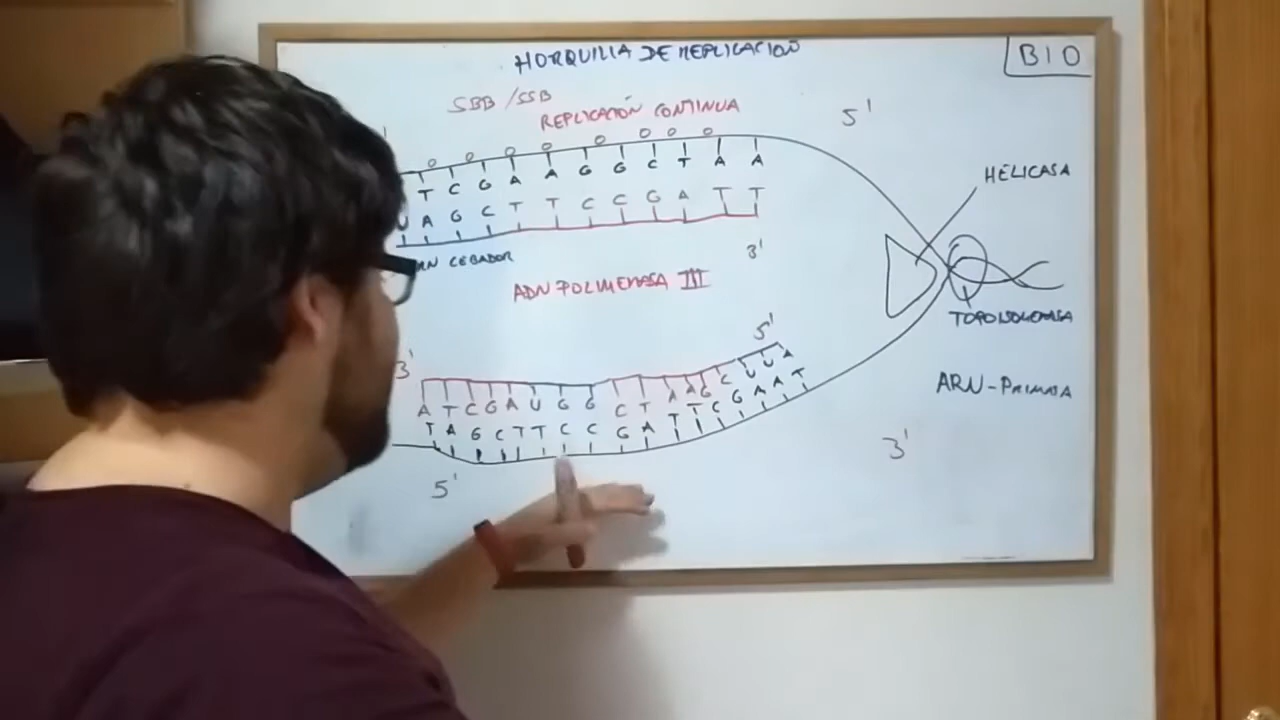 HORQUILLA DE REPLICACIÓN
BIO
SBB / SSB
REPLICACIÓN CONTINUA
5'
HELICASA
T C G A A G G C T A A
U A G C T T C C G A T T
CEBADOR
3'
ADN POLIMERASA III
TOPOISOMERASA
5'
3'
ARN-PRIMASA
A T C G A U G G C T A A G C U U A
T A G C T T C C G A T T C G A A T
3'
5'